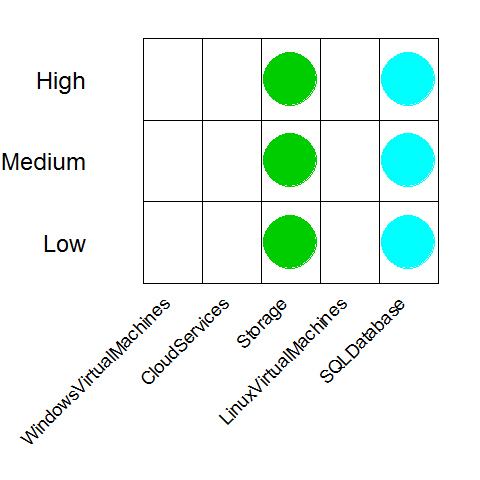 High
Medium
Low
WindowsVirtualMachines
CloudServices
Storage
LinuxVirtualMachines
SQLDatabase